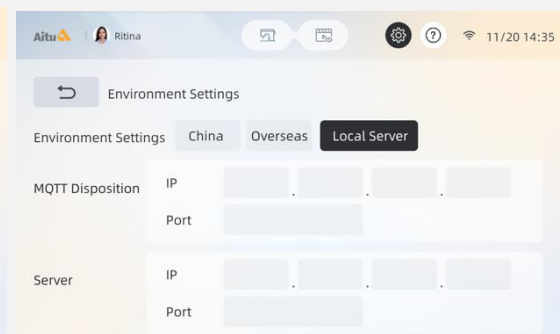 Aitu Ritina 11/20 14:35
Environment Settings
Environment Settings China Overseas Local Server
MQTT Disposition IP . . .
Port
Server IP . . .
Port